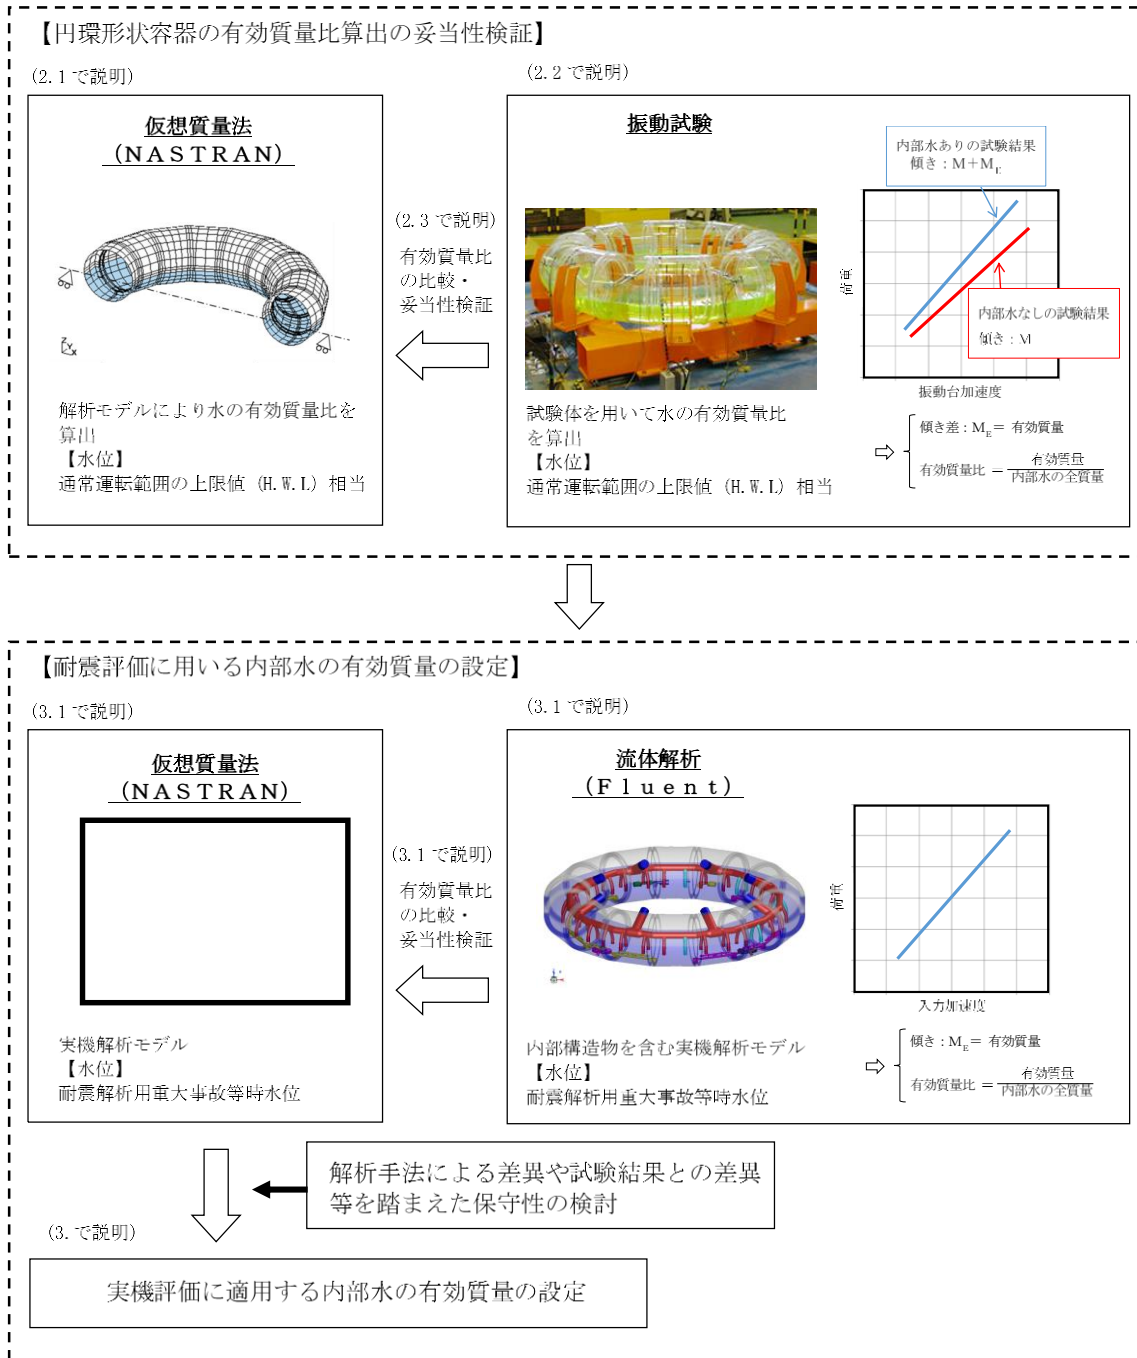 【円環形状容器の有効質量比算出の妥当性検証】
(2.1で説明)
仮想質量法
(NASTRAN)
Z Y X
解析モデルにより水の有効質量比を
算出
【水位】
通常運転範囲の上限値 (H.W.L) 相当
(2.3で説明)
有効質量比
の比較・
妥当性検証
(2.2で説明)
振動試験
内部水ありの試験結果
傾き:M+M_E
内部水なしの試験結果
傾き:M
荷重
振動台加速度
試験体を用いて水の有効質量比
を算出
【水位】
通常運転範囲の上限値 (H.W.L) 相当
傾き差:M_E= 有効質量
有効質量比 = 有効質量
内部水の全質量
【耐震評価に用いる内部水の有効質量の設定】
(3.1で説明)
仮想質量法
(NASTRAN)
実機解析モデル
【水位】
耐震解析用重大事故等時水位
(3.1で説明)
有効質量比
の比較・
妥当性検証
(3.1で説明)
流体解析
(Fluent)
荷重
入力加速度
内部構造物を含む実機解析モデル
【水位】
耐震解析用重大事故等時水位
傾き:M_E= 有効質量
有効質量比 = 有効質量
内部水の全質量
解析手法による差異や試験結果との差異
等を踏まえた保守性の検討
(3.で説明)
実機評価に適用する内部水の有効質量の設定